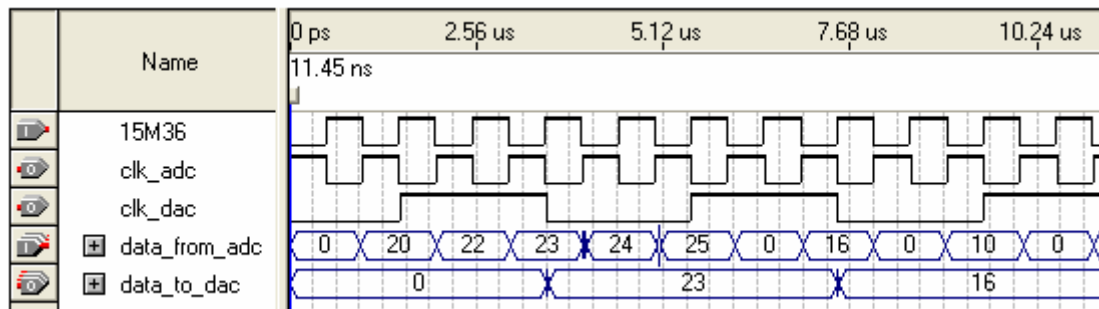 Name
0 ps 2.56 us 5.12 us 7.68 us 10.24 us
11.45 ns
15M36
clk_adc
clk_dac
data_from_adc 0 20 22 23 24 25 0 16 0 10 0
data_to_dac 0 23 16